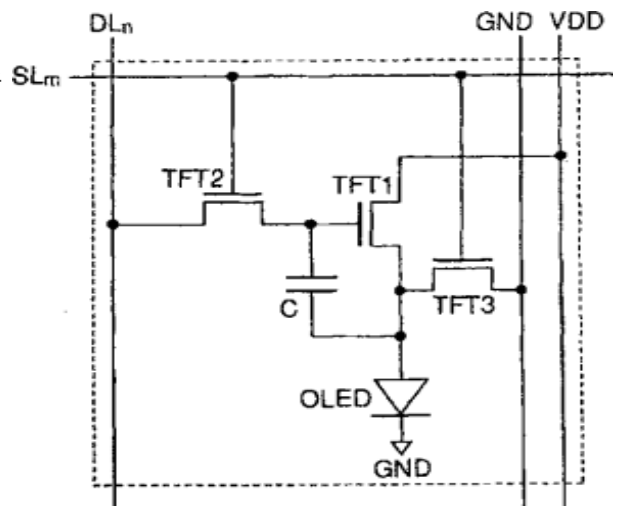 DLn GND VDD
SLm
TFT2 TFT1
C TFT3
OLED
GND